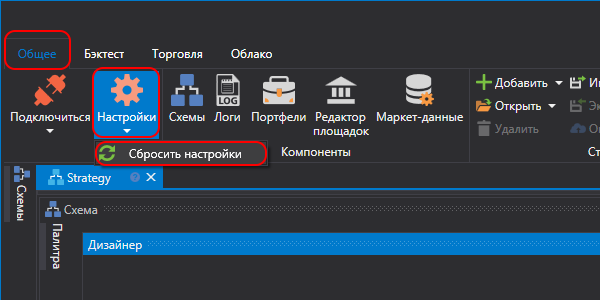 Общее Бэктест Торговля Облако
Подключиться Настройки Схемы LOG Логи Портфели Редактор площадок Маркет-данные
Добавить
Открыть
Удалить
Сбросить настройки
Компоненты
Схемы
Strategy
Схема
Палитра
Дизайнер